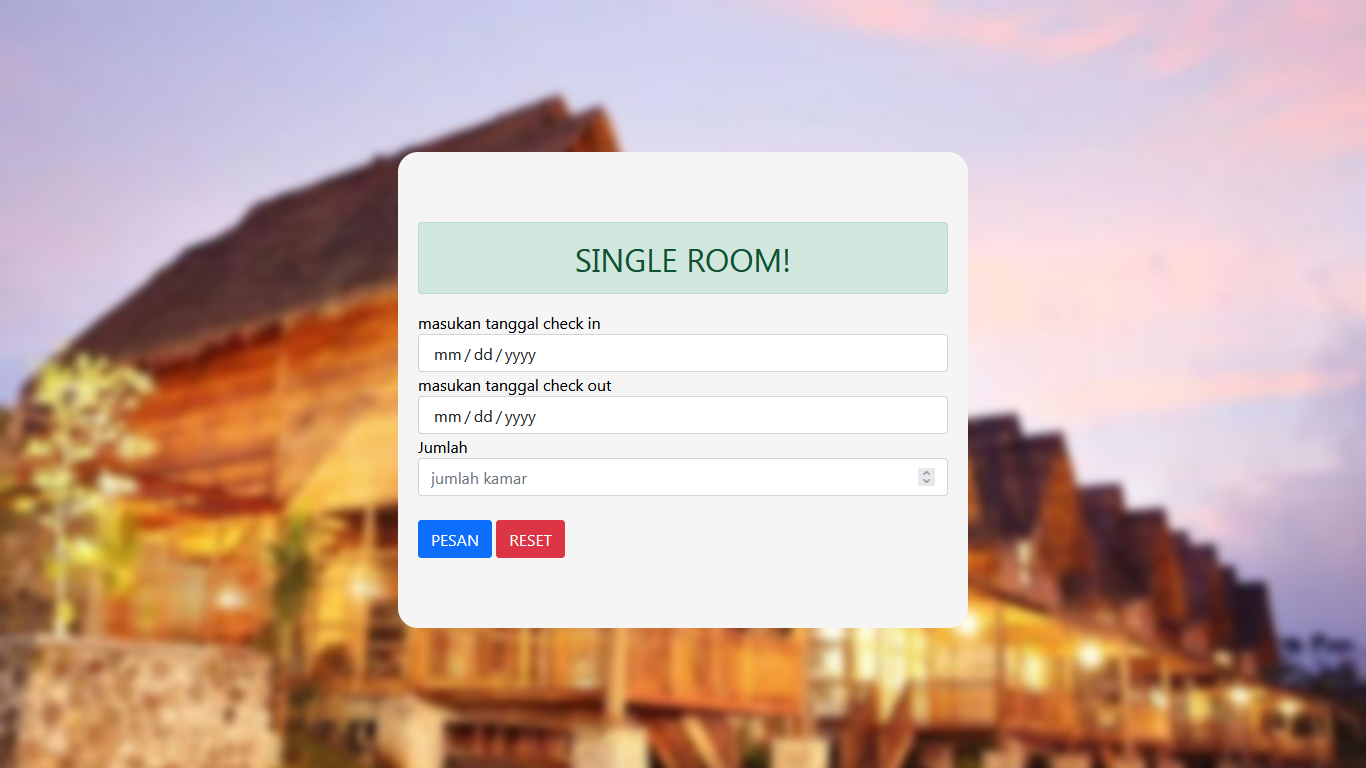 SINGLE ROOM!
masukan tanggal check in
mm / dd / yyyy
masukan tanggal check out
mm / dd / yyyy
Jumlah
jumlah kamar
PESAN RESET